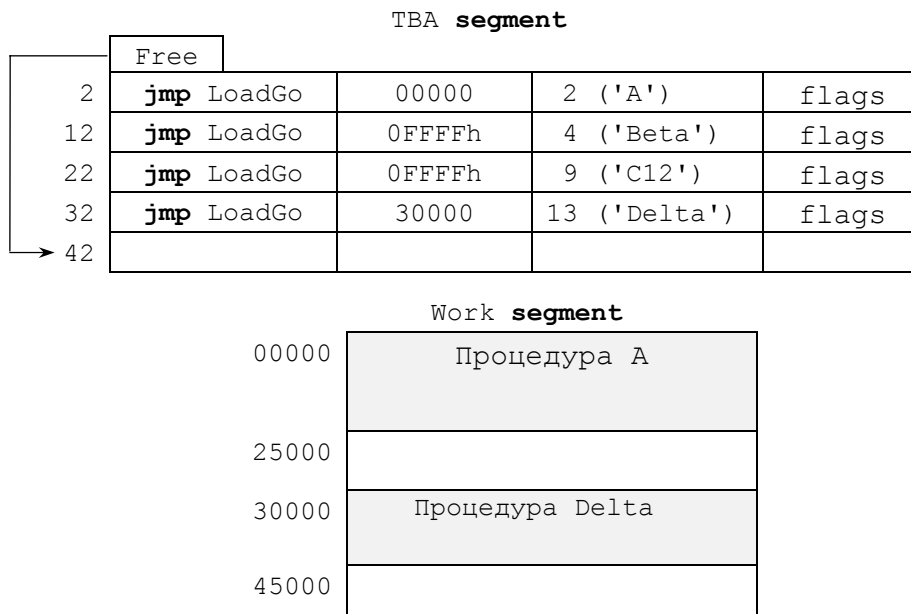 TBA segment
Free
2 jmp LoadGo 00000 2 ('A') flags
12 jmp LoadGo 0FFFFh 4 ('Beta') flags
22 jmp LoadGo 0FFFFh 9 ('C12') flags
32 jmp LoadGo 30000 13 ('Delta') flags
42
Work segment
00000 Процедура A
25000
30000 Процедура Delta
45000